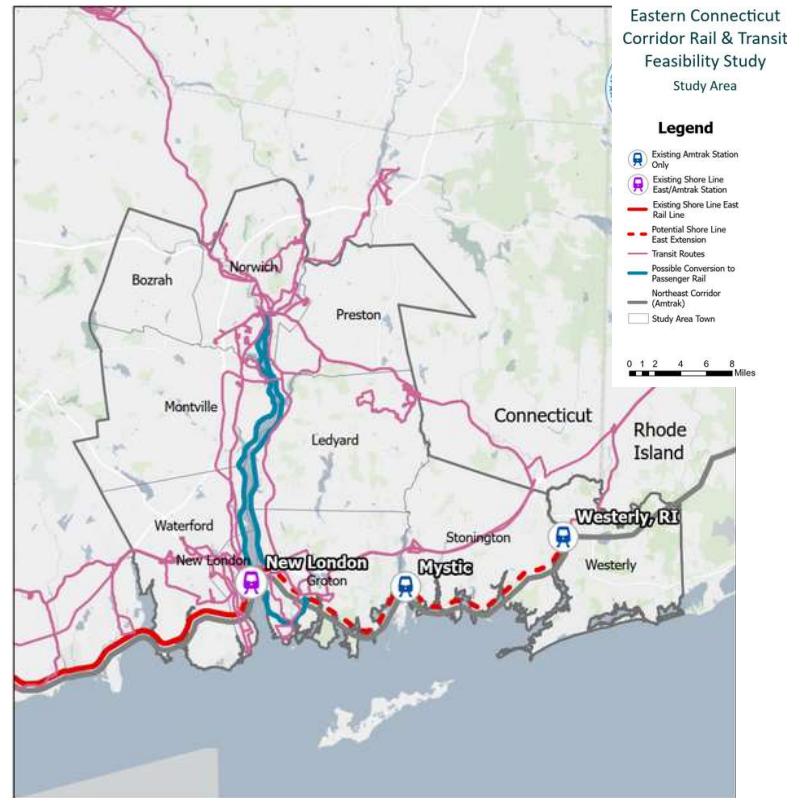 Eastern Connecticut
Corridor Rail & Transit
Feasibility Study
Study Area
Legend
Existing Amtrak Station
Only
Existing Shore Line
East/Amtrak Station
Existing Shore Line East
Rail Line
Potential Shore Line
East Extension
Transit Routes
Possible Conversion to
Passenger Rail
Northeast Corridor
(Amtrak)
Study Area Town
0 1 2 4 6 8
Miles
Bozrah
Norwich
Preston
Montville
Ledyard
Connecticut
Rhode
Island
Waterford
Stonington
Westerly, RI
New London
New London
Groton
Mystic
Westerly